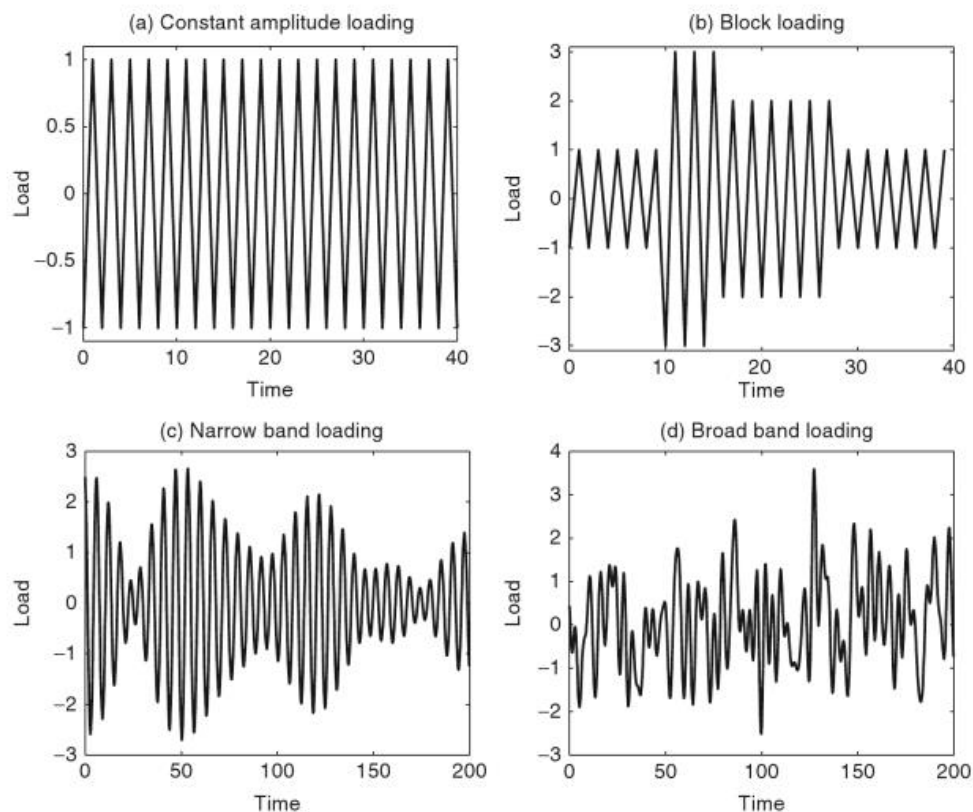 (a) Constant amplitude loading
1
0.5
0
−0.5
−1
Load
0 10 20 30 40
Time
(b) Block loading
3
2
1
0
−1
−2
−3
Load
0 10 20 30 40
Time
(c) Narrow band loading
3
2
1
0
−1
−2
−3
Load
0 50 100 150 200
Time
(d) Broad band loading
4
3
2
1
0
−1
−2
−3
Load
0 50 100 150 200
Time